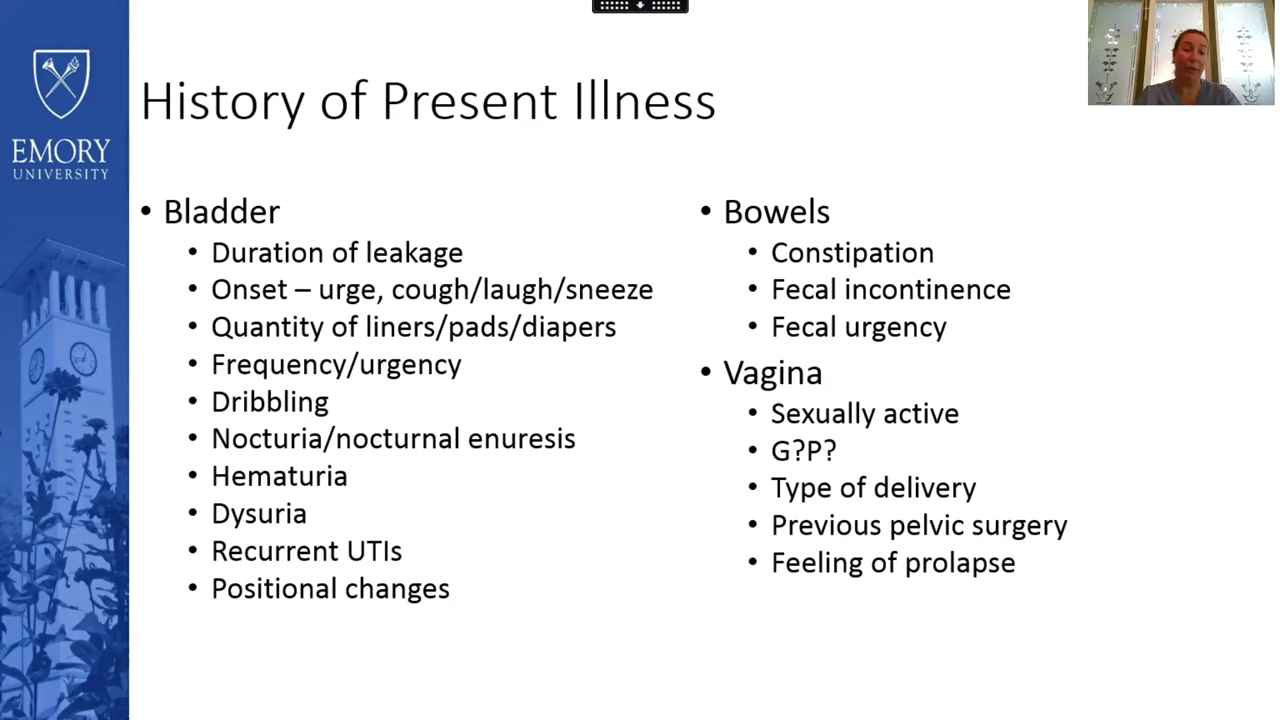 EMORY
UNIVERSITY
History of Present Illness
• Bladder
• Duration of leakage
• Onset – urge, cough/laugh/sneeze
• Quantity of liners/pads/diapers
• Frequency/urgency
• Dribbling
• Nocturia/nocturnal enuresis
• Hematuria
• Dysuria
• Recurrent UTIs
• Positional changes
• Bowels
• Constipation
• Fecal incontinence
• Fecal urgency
• Vagina
• Sexually active
• G?P?
• Type of delivery
• Previous pelvic surgery
• Feeling of prolapse